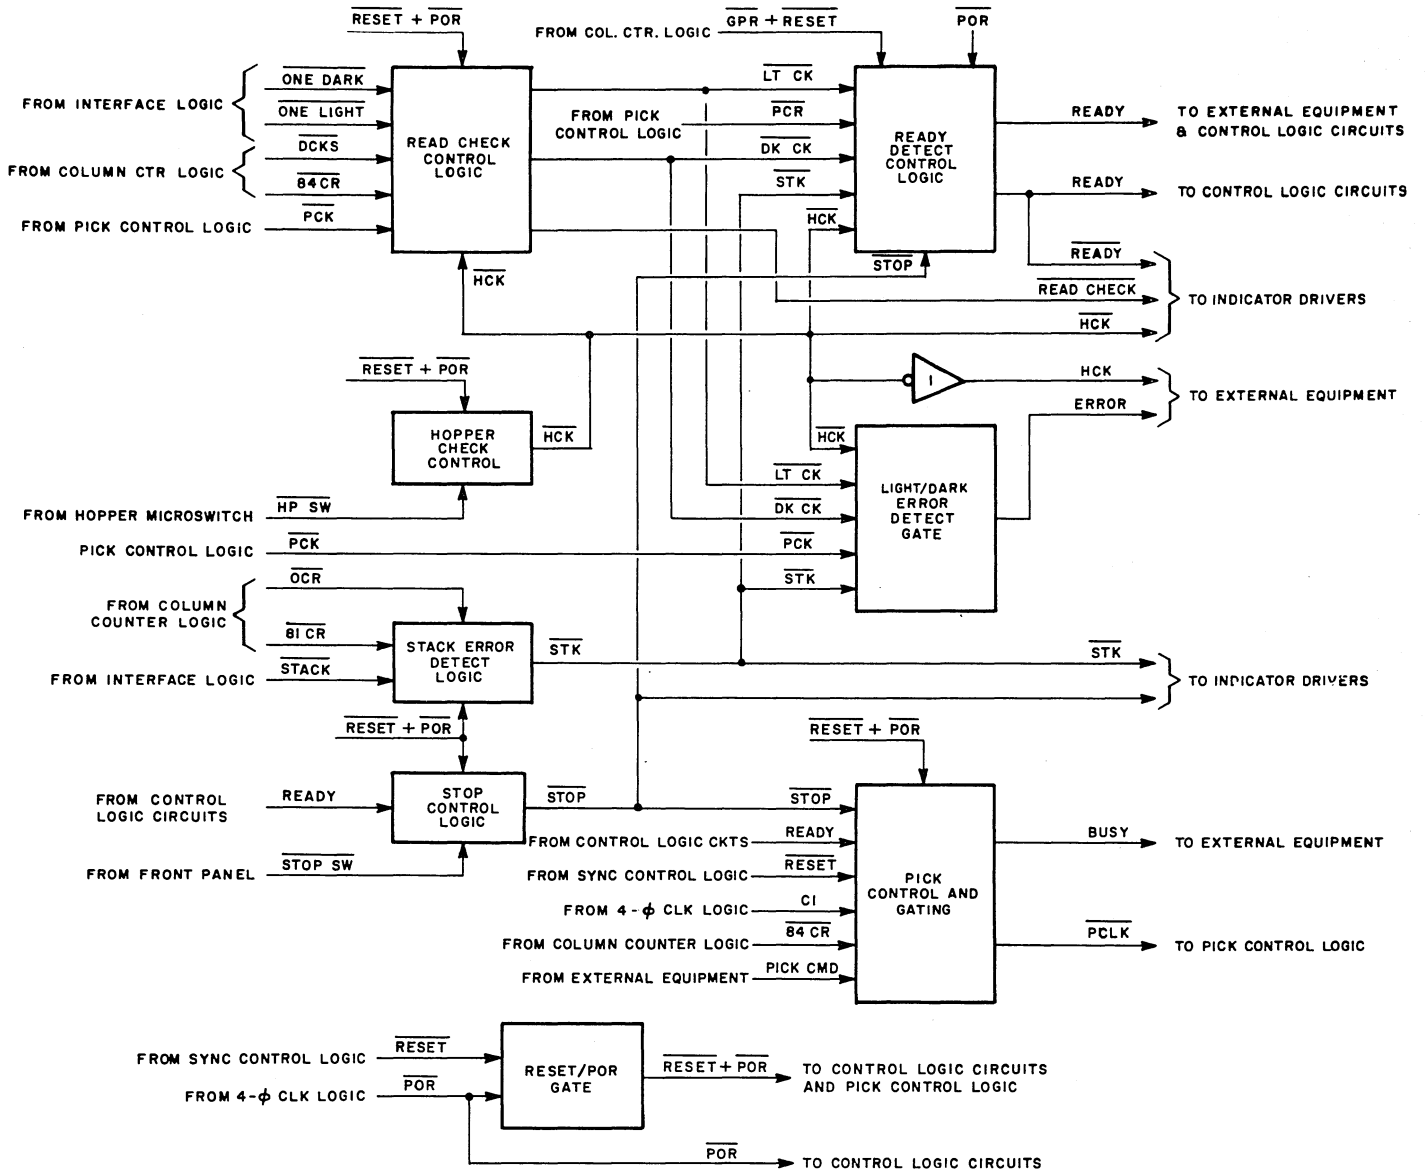 RESET + POR
FROM COL. CTR. LOGIC
GPR + RESET
POR
FROM INTERFACE LOGIC
ONE DARK
ONE LIGHT
FROM COLUMN CTR LOGIC
DCKS
84 CR
FROM PICK CONTROL LOGIC
PCK
READ CHECK
CONTROL
LOGIC
HCK
FROM PICK
CONTROL LOGIC
LT CK
PCR
DK CK
STK
HCK
STOP
READY
DETECT
CONTROL
LOGIC
READY
TO EXTERNAL EQUIPMENT
& CONTROL LOGIC CIRCUITS
READY
TO CONTROL LOGIC CIRCUITS
READY
READ CHECK
HCK
TO INDICATOR DRIVERS
RESET + POR
HOPPER
CHECK
CONTROL
HCK
FROM HOPPER MICROSWITCH
HP SW
I
HCK
ERROR
TO EXTERNAL EQUIPMENT
HCK
LT CK
DK CK
PCK
STK
LIGHT/DARK
ERROR
DETECT
GATE
PICK CONTROL LOGIC
PCK
FROM COLUMN
COUNTER LOGIC
OCR
81 CR
FROM INTERFACE LOGIC
STACK
STACK ERROR
DETECT
LOGIC
STK
STK
TO INDICATOR DRIVERS
RESET + POR
FROM CONTROL
LOGIC CIRCUITS
READY
STOP
CONTROL
LOGIC
STOP
FROM FRONT PANEL
STOP SW
RESET + POR
STOP
FROM CONTROL LOGIC CKTS
READY
FROM SYNC CONTROL LOGIC
RESET
FROM 4-ϕ CLK LOGIC
C1
FROM COLUMN COUNTER LOGIC
84 CR
FROM EXTERNAL EQUIPMENT
PICK CMD
PICK
CONTROL AND
GATING
BUSY
TO EXTERNAL EQUIPMENT
PCLK
TO PICK CONTROL LOGIC
FROM SYNC CONTROL LOGIC
RESET
FROM 4-ϕ CLK LOGIC
POR
RESET/POR
GATE
RESET + POR
TO CONTROL LOGIC CIRCUITS
AND PICK CONTROL LOGIC
POR
TO CONTROL LOGIC CIRCUITS